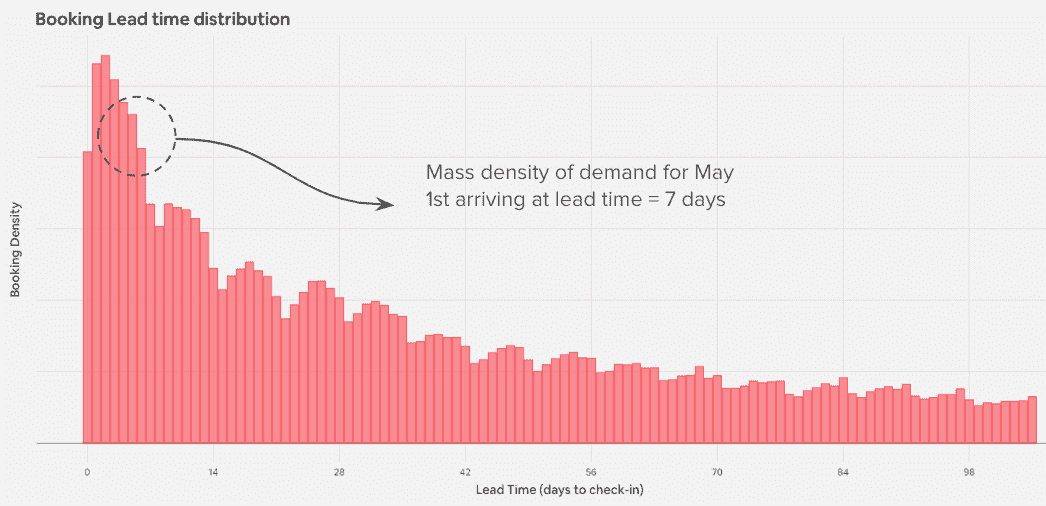 Booking Lead time distribution
Mass density of demand for May
1st arriving at lead time = 7 days
Booking Density
0 14 28 42 56 70 84 98
Lead Time (days to check-in)